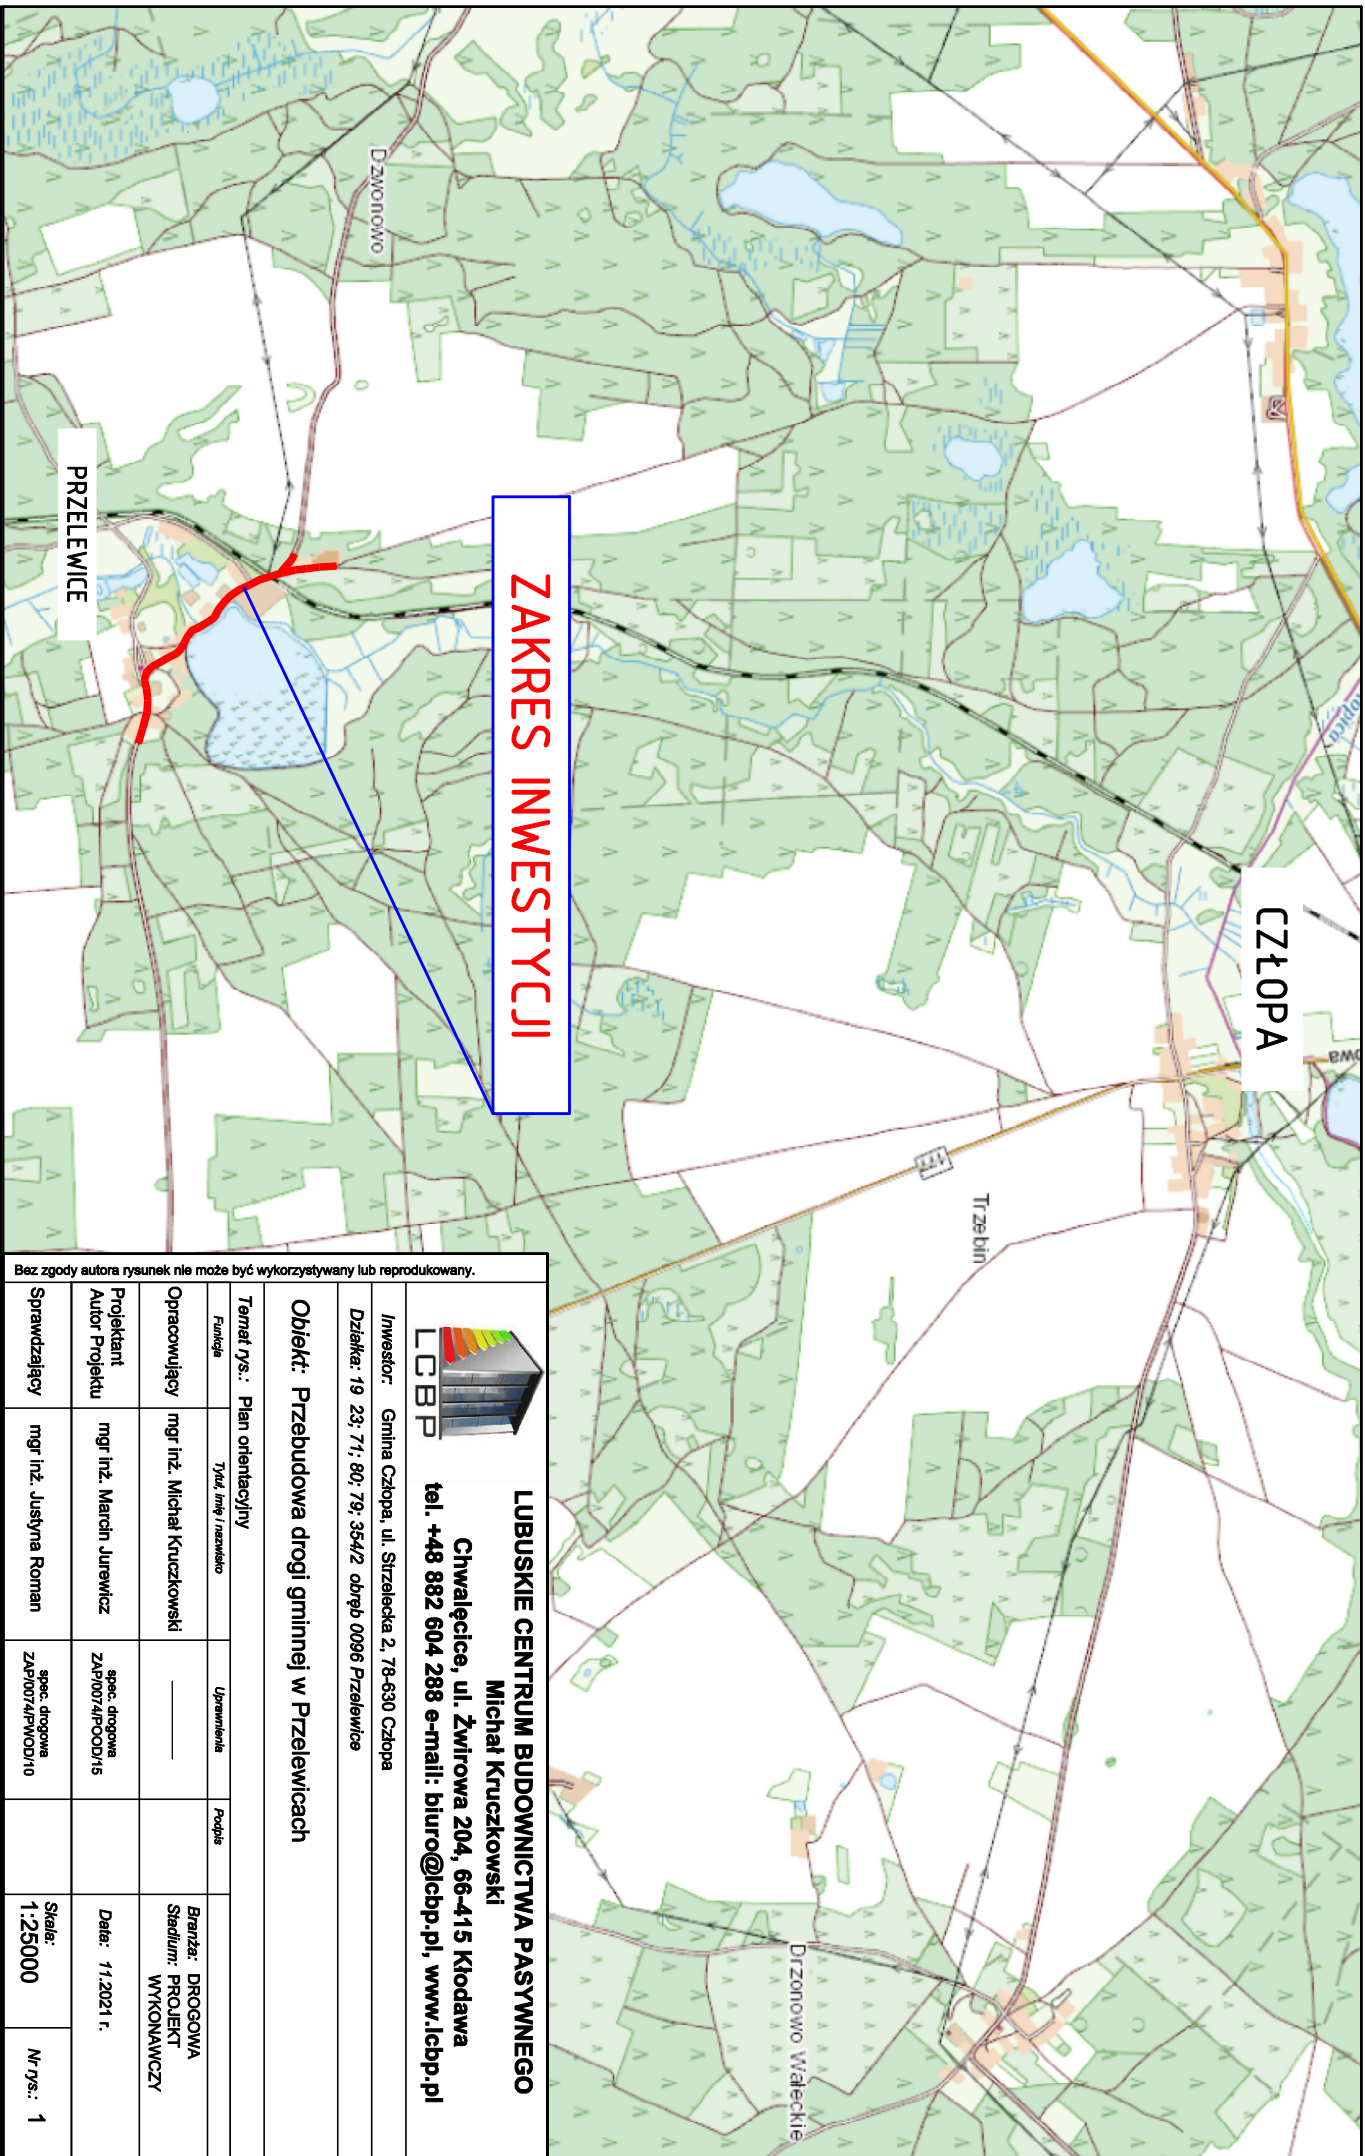 CZŁOPA
Trzebin
Drzonowo Wałeckie
Dzwonowo
ZAKRES INWESTYCJI
PRZELEWICE
LCBP
LUBUSKIE CENTRUM BUDOWNICTWA PASYWNEGO
Michał Kruczkowski
Chwalęcice, ul. Żwirowa 204, 66-415 Kłodawa
tel. +48 882 604 288 e-mail: biuro@lcbp.pl, www.lcbp.pl
Inwestor: Gmina Człopa, ul. Strzelecka 2, 78-630 Człopa
Działka: 19 23; 71; 80; 79; 354/2 obręb 0096 Przelewice
Obiekt: Przebudowa drogi gminnej w Przelewicach
Temat rys.: Plan orientacyjny
Funkcja Tytuł, imię i nazwisko Uprawnienia Podpis
Opracowujący mgr inż. Michał Kruczkowski
Branża: DROGOWA
Stadium: PROJEKT
WYKONAWCZY
Projektant
Autor Projektu mgr inż. Marcin Jurewicz
spec. drogowa
ZAP/0074/POOD/15
Data: 11.2021 r.
Sprawdzający mgr inż. Justyna Roman
spec. drogowa
ZAP/0074/PWOD/10
Skala:
1:25000
Nr rys.: 1
Bez zgody autora rysunek nie może być wykorzystywany lub reprodukowany.